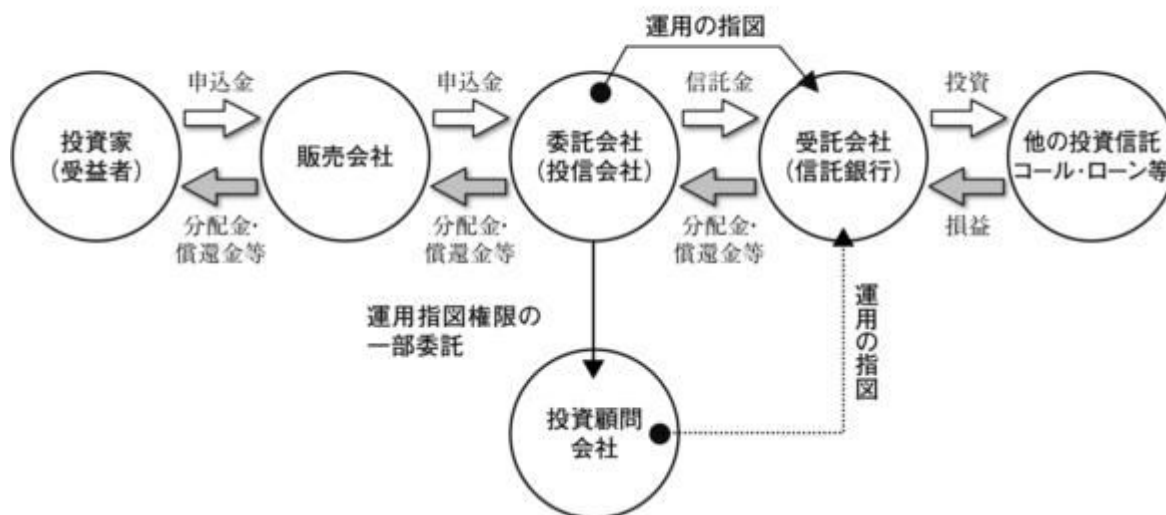 運用の指図
申込金
申込金
信託金
投資
投資家
(受益者)
販売会社
委託会社
(投信会社)
受託会社
(信託銀行)
他の投資信託
コール・ローン等
分配金・
償還金等
分配金・
償還金等
分配金・
償還金等
損益
運用指図権限の
一部委託
運用の指図
投資顧問
会社